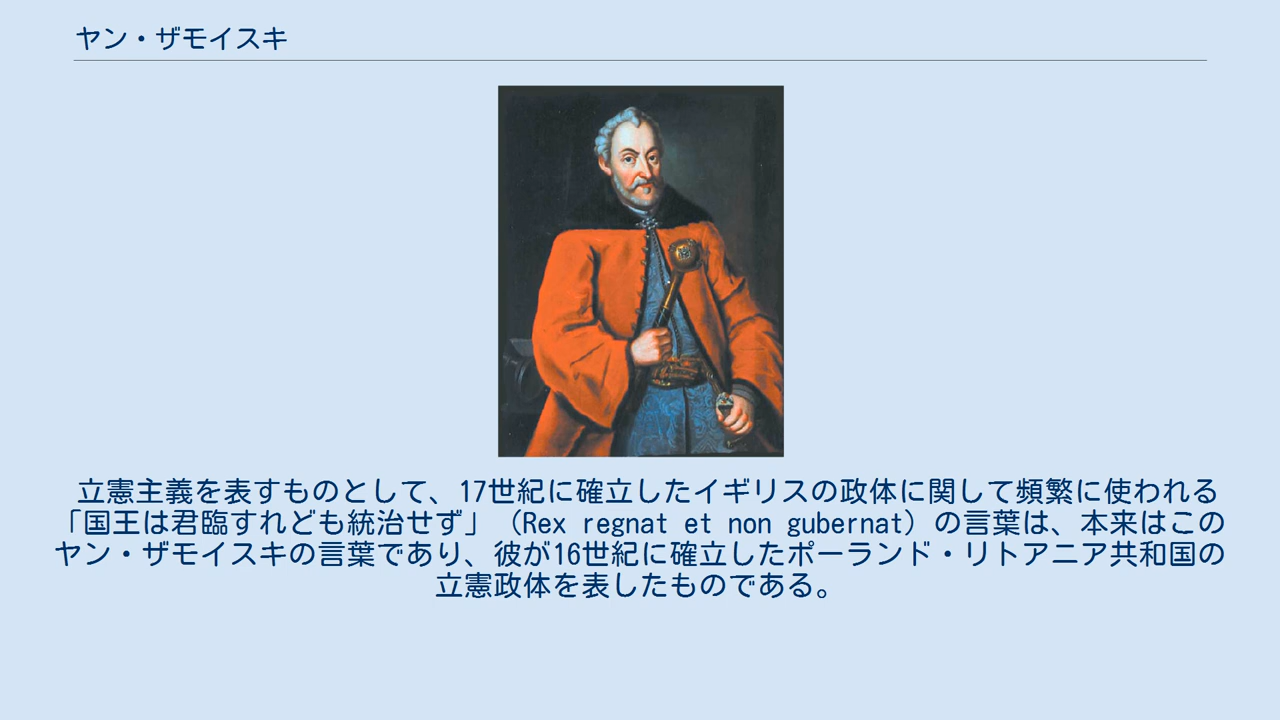 ヤン・ザモイスキ
立憲主義を表すものとして、17世紀に確立したイギリスの政体に関して頻繁に使われる
「国王は君臨すれども統治せず」（Rex regnat et non gubernat）の言葉は、本来はこの
ヤン・ザモイスキの言葉であり、彼が16世紀に確立したポーランド・リトアニア共和国の
立憲政体を表したものである。